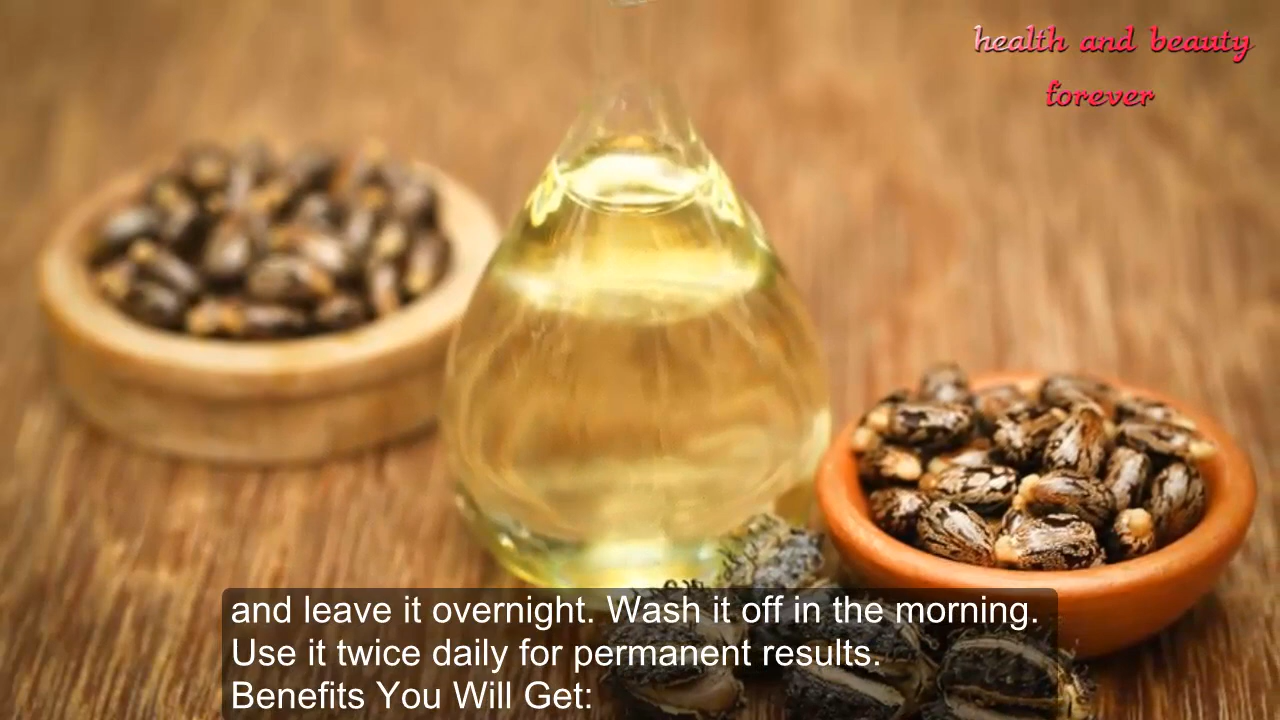 health and beauty
forever
and leave it overnight. Wash it off in the morning.
Use it twice daily for permanent results.
Benefits You Will Get: